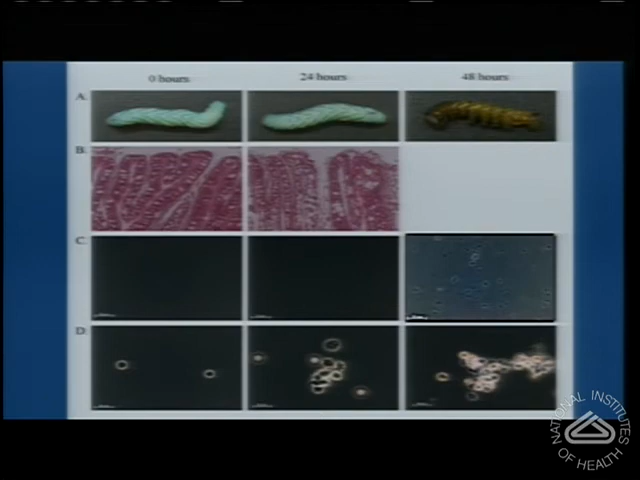 0 hours 24 hours 48 hours
A.
B.
C.
D.
NATIONAL INSTITUTES
OF HEALTH